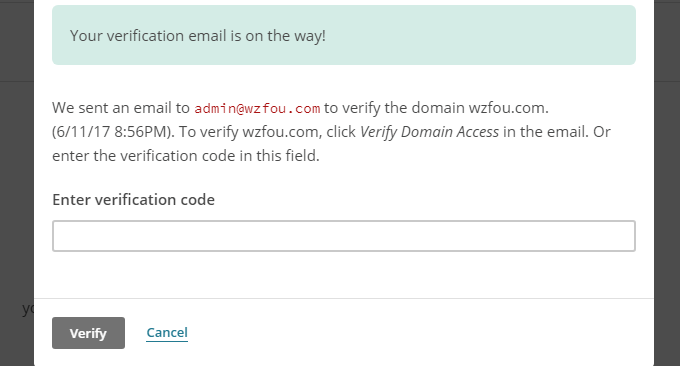 Your verification email is on the way!
We sent an email to admin@wzfou.com to verify the domain wzfou.com.
(6/11/17 8:56PM). To verify wzfou.com, click Verify Domain Access in the email. Or
enter the verification code in this field.
Enter verification code
Verify Cancel